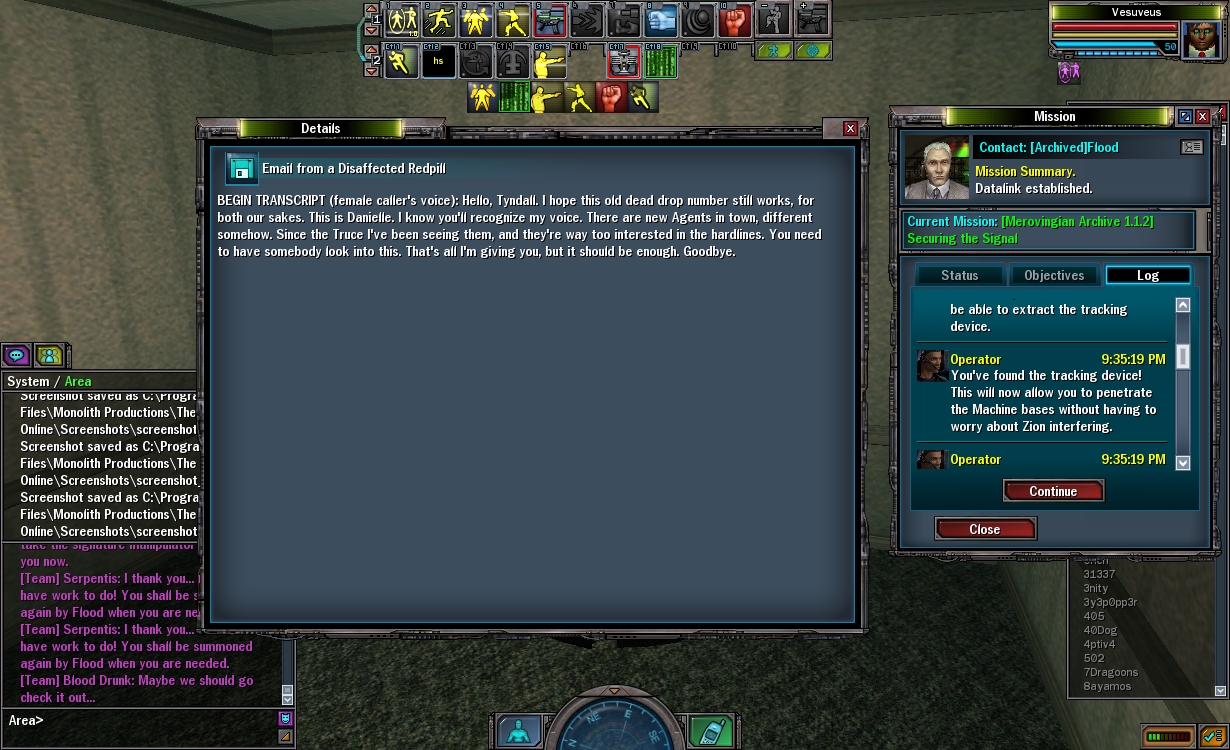 1
2
hs
Vesuveus
50
Details
Email from a Disaffected Redpill
BEGIN TRANSCRIPT (female caller's voice): Hello, Tyndall. I hope this old dead drop number still works, for
both our sakes. This is Danielle. I know you'll recognize my voice. There are new Agents in town, different
somehow. Since the Truce I've been seeing them, and they're way too interested in the hardlines. You need
to have somebody look into this. That's all I'm giving you, but it should be enough. Goodbye.
Mission
Contact: [Archived]Flood
Mission Summary.
Datalink established.
Current Mission: [Merovingian Archive 1.1.2]
Securing the Signal
Status
Objectives
Log
be able to extract the tracking
device.
Operator 9:35:19 PM
You've found the tracking device!
This will now allow you to penetrate
the Machine bases without having to
worry about Zion interfering.
Operator 9:35:19 PM
Continue
Close
System / Area
Screenshot saved as C:\Progra
Files\Monolith Productions\The
Online\Screenshots\screenshot
Screenshot saved as C:\Progra
Files\Monolith Productions\The
Online\Screenshots\screenshot
Screenshot saved as C:\Progra
Files\Monolith Productions\The
Online\Screenshots\screenshot
take the signature manipulator
you now.
[Team] Serpentis: I thank you...
have work to do! You shall be s
again by Flood when you are ne
[Team] Serpentis: I thank you...
have work to do! You shall be summoned
again by Flood when you are needed.
[Team] Blood Drunk: Maybe we should go
check it out...
Area>
31337
3nity
3y3p0pp3r
405
40Dog
4ptiv4
502
7Dragoons
8ayamos
NE
E
SE
N